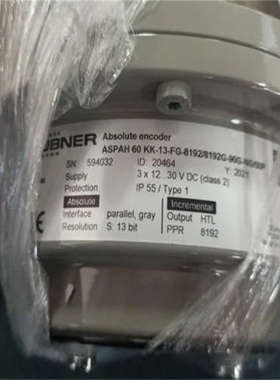 ÜBNER
Absolute encoder
ASPAH 60 KK-13-FG-8192/8192G-90G-
SN: 594032 ID: 20464 Y: 2021
Supply 3 x 12...30 V DC (class 2)
Protection IP 55 / Type 1
Absolute Incremental
Interface parallel, gray Output HTL
Resolution S: 13 bit PPR 8192